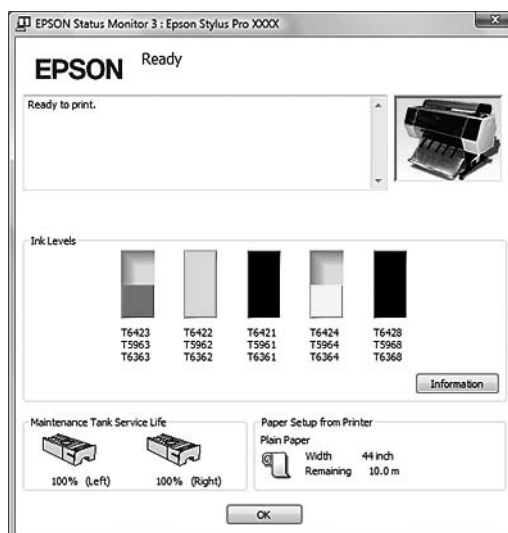 EPSON Status Monitor 3 : Epson Stylus Pro XXXX
EPSON
Ready
Ready to print.
Ink Levels
T6423 T6422 T6421 T6424 T6428
T5963 T5962 T5961 T5964 T5968
T6363 T6362 T6361 T6364 T6368
Information
Maintenance Tank Service Life
100% (Left) 100% (Right)
Paper Setup from Printer
Plain Paper
Width 44 inch
Remaining 10.0 m
OK